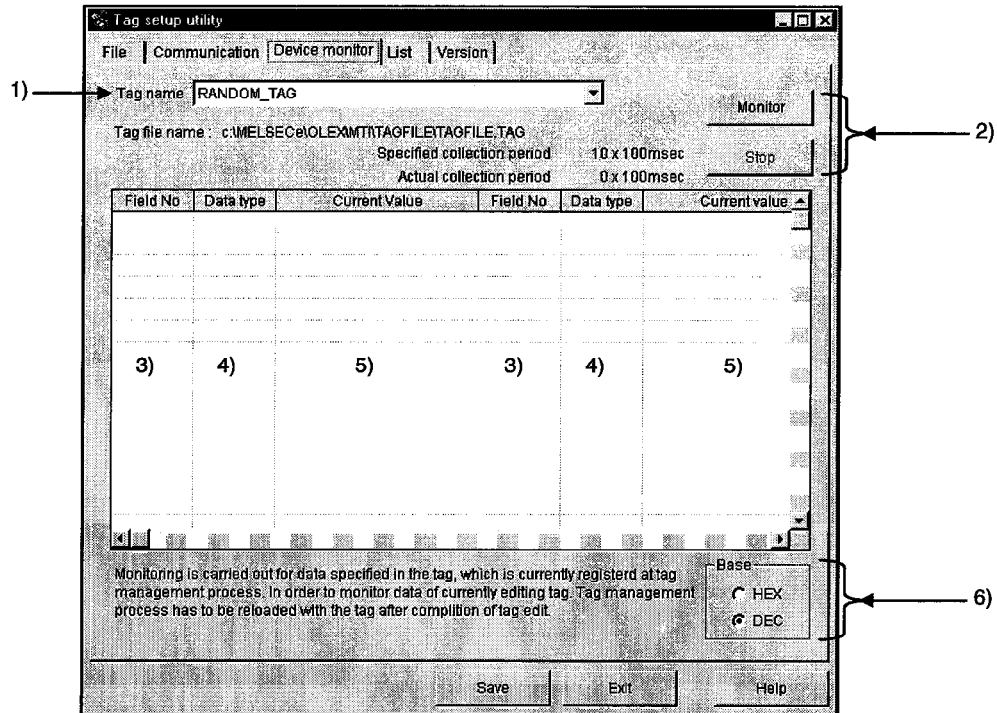 Tag setup utility
File Communication Device monitor List Version
1) Tag name RANDOM_TAG
Monitor
2)
Tag file name : c:\MELSECe\OLEX\MTI\TAGFILE\TAGFILE.TAG
Specified collection period 10 x 100msec
Stop
Actual collection period 0 x 100msec
Field No Data type Current Value Field No Data type Current value
3) 4) 5) 3) 4) 5)
Monitoring is carried out for data specified in the tag, which is currently registerd at tag
management process. In order to monitor data of currently editing tag. Tag management
process has to be reloaded with the tag after complition of tag edit.
Base
HEX
DEC
6)
Save Exit Help